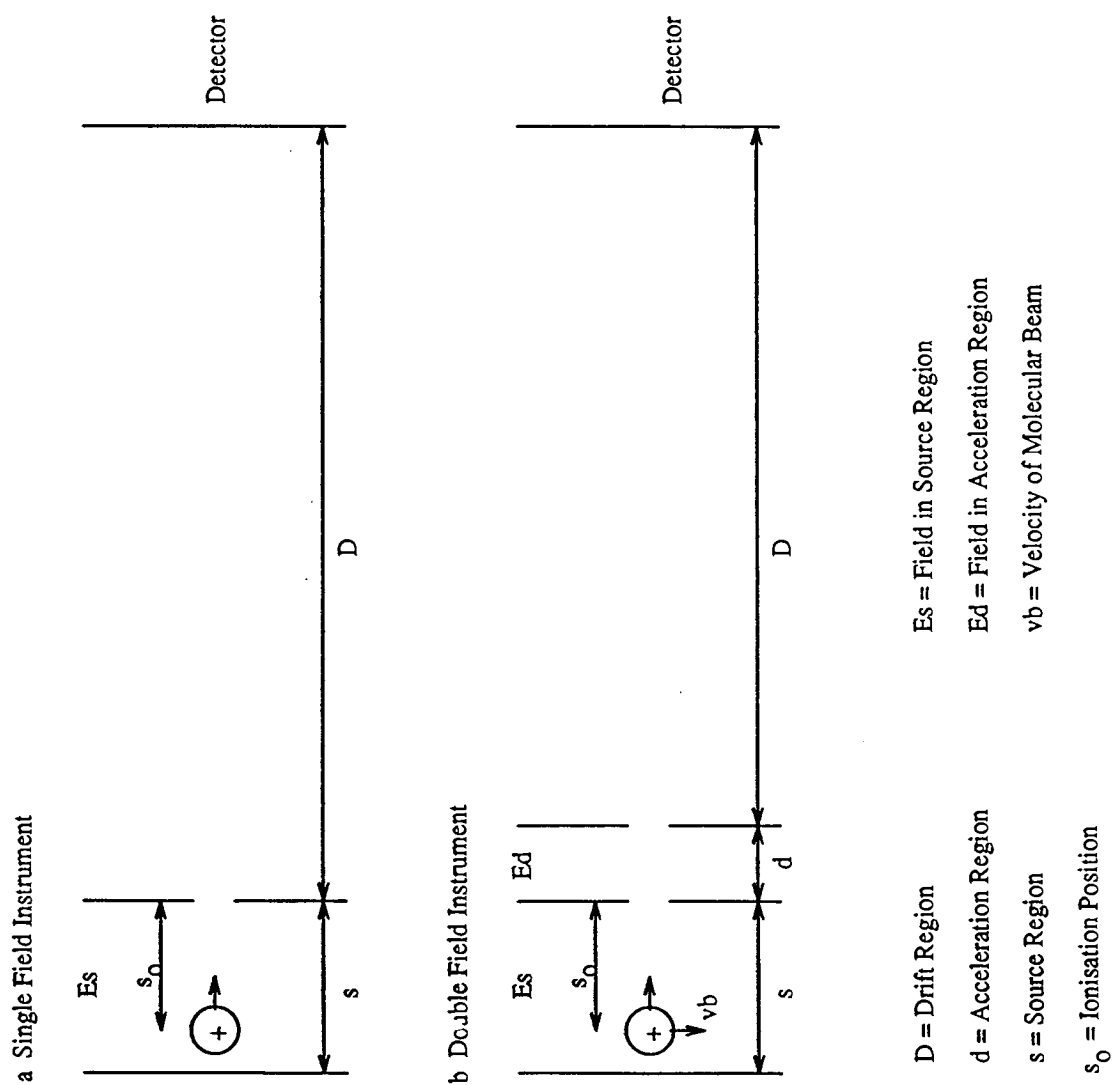 a Single Field Instrument
Es
s₀
s
D
Detector
b Double Field Instrument
Es
Ed
s₀
vb
s
d
D
Detector
D = Drift Region
d = Acceleration Region
s = Source Region
s₀ = Ionisation Position
Es = Field in Source Region
Ed = Field in Acceleration Region
vb = Velocity of Molecular Beam